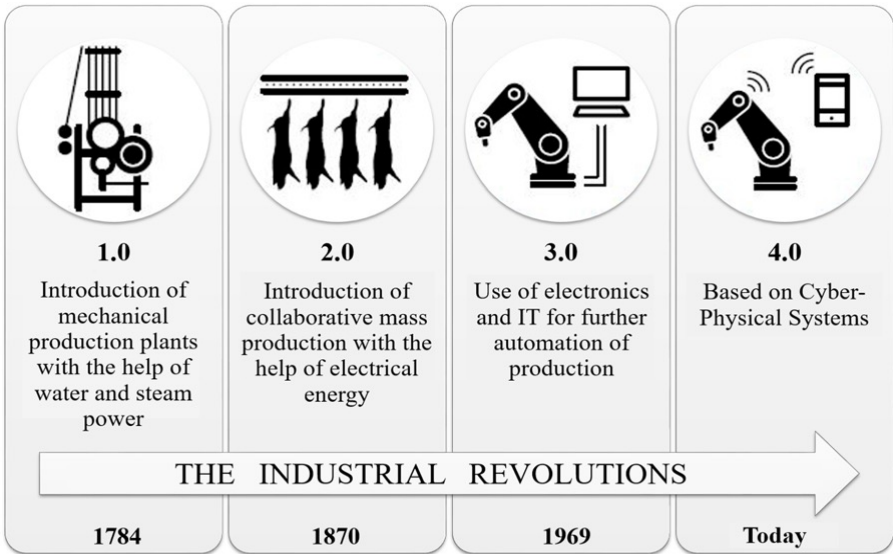 1.0
Introduction of
mechanical
production plants
with the help of
water and steam
power
2.0
Introduction of
collaborative mass
production with the
help of electrical
energy
3.0
Use of electronics
and IT for further
automation of
production
4.0
Based on Cyber-
Physical Systems
THE INDUSTRIAL REVOLUTIONS
1784
1870
1969
Today